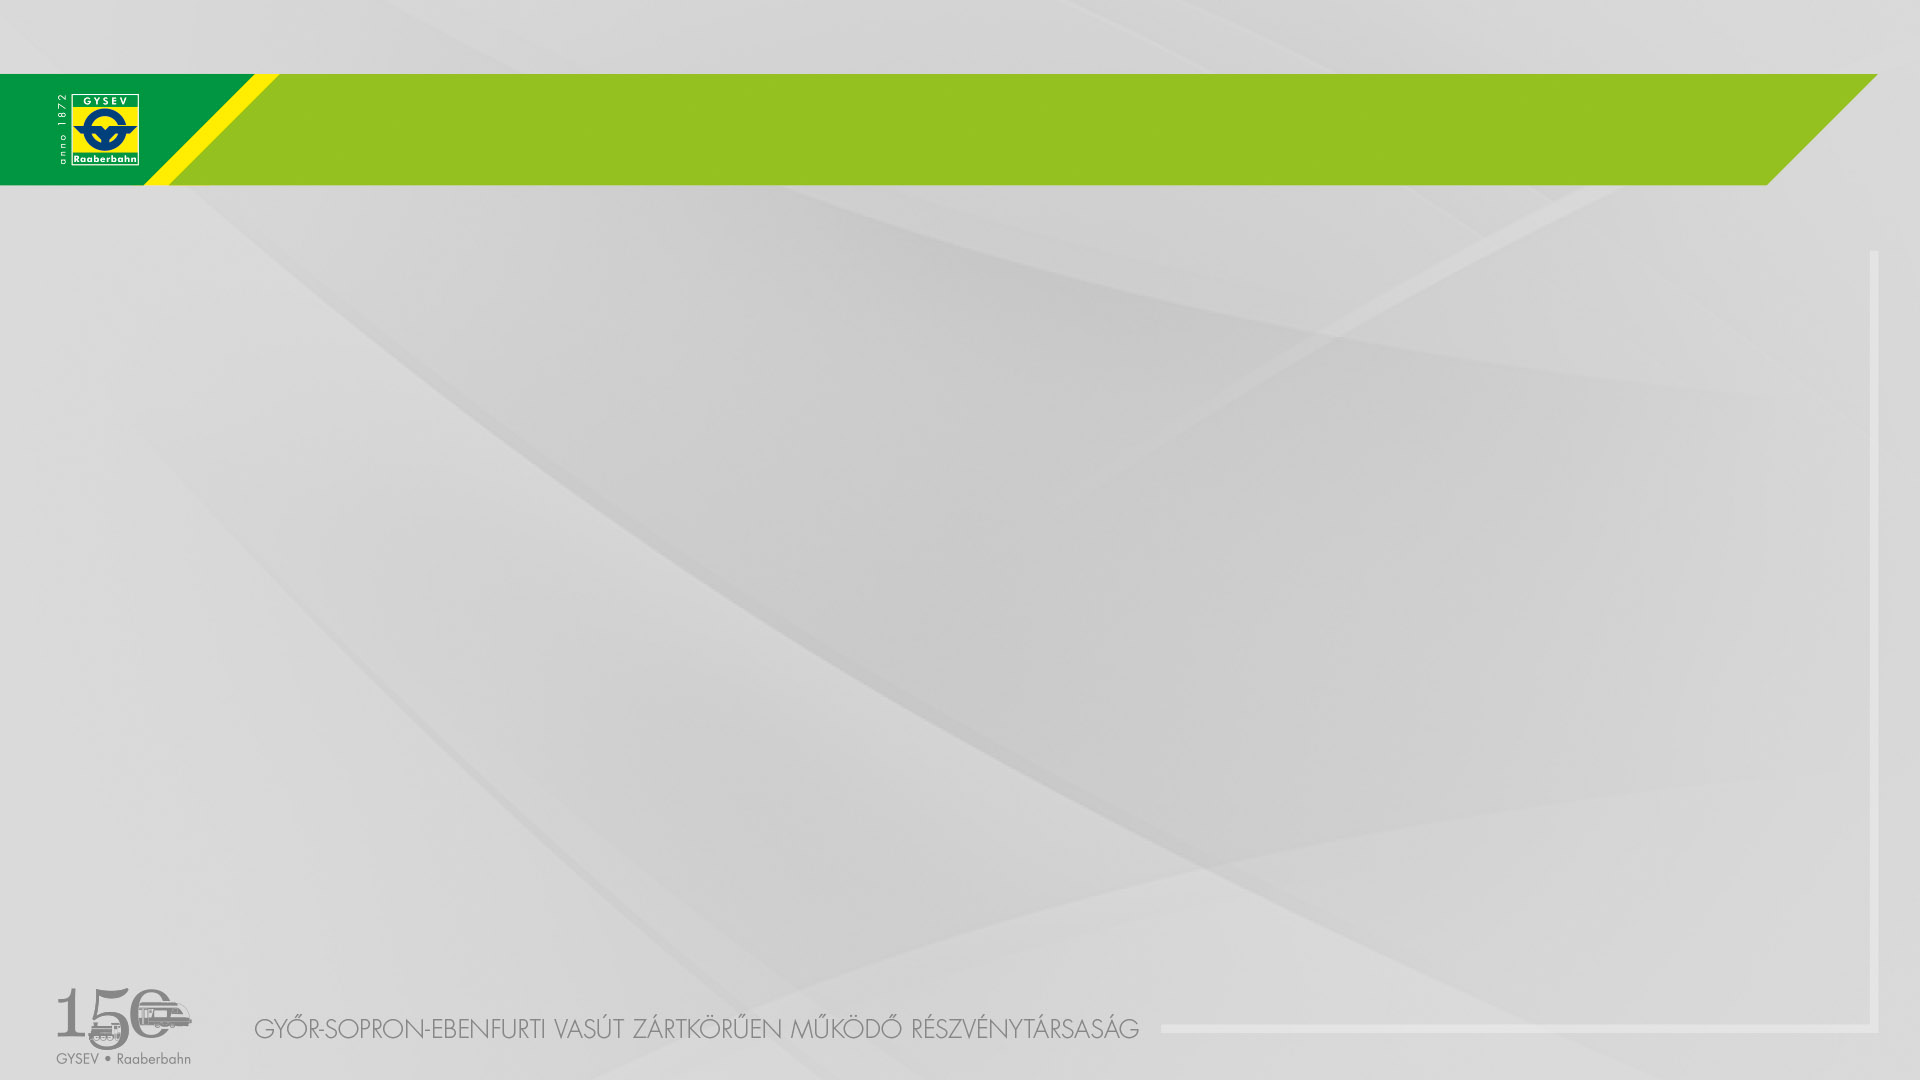 anno 1872
GYSEV
Raaberbahn
150
GYSEV • Raaberbahn
GYŐR-SOPRON-EBENFURTI VASÚT ZÁRTKÖRŰEN MŰKÖDŐ RÉSZVÉNYTÁRSASÁG